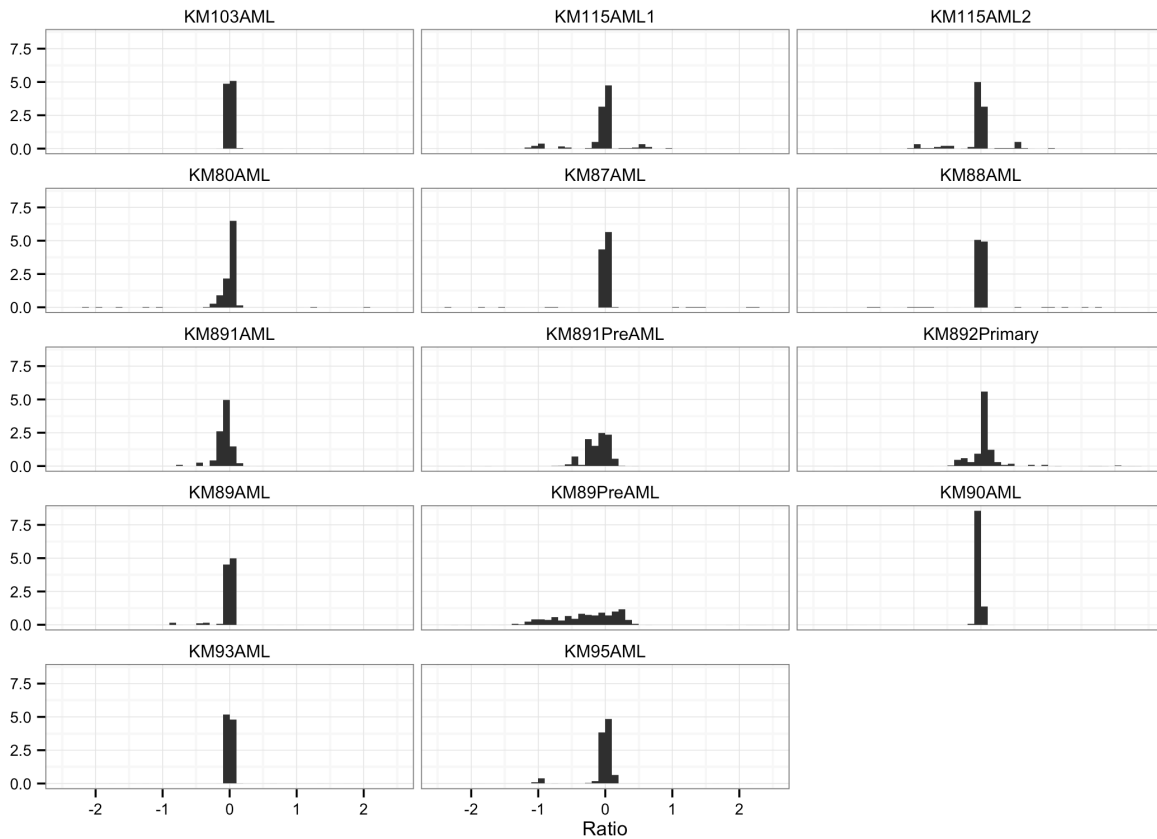 KM103AML KM115AML1 KM115AML2
7.5
5.0
2.5
0.0
KM80AML KM87AML KM88AML
7.5
5.0
2.5
0.0
KM891AML KM891PreAML KM892Primary
7.5
5.0
2.5
0.0
KM89AML KM89PreAML KM90AML
7.5
5.0
2.5
0.0
KM93AML KM95AML
7.5
5.0
2.5
0.0
-2 -1 0 1 2 -2 -1 0 1 2
Ratio